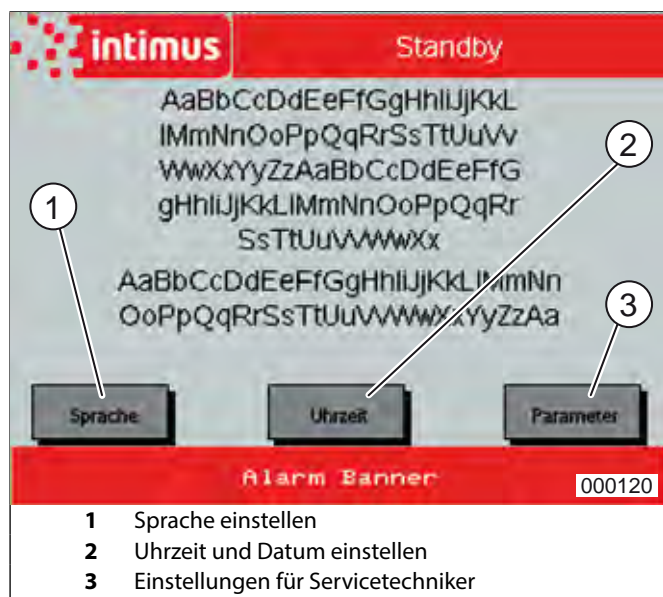 intimus
Standby
AaBbCcDdEeFfGgHhIiJjKkL
lMmNnOoPpQqRrSsTtUuVv
WwXxYyZzAaBbCcDdEeFfG
gHhIiJjKkLlMmNnOoPpQqRr
SsTtUuVvWwXx
AaBbCcDdEeFfGgHhIiJjKkLlMmNn
OoPpQqRrSsTtUuVvWwXxYyZzAa
1
2
3
Sprache
Uhrzeit
Parameter
Alarm Banner
000120
1 Sprache einstellen
2 Uhrzeit und Datum einstellen
3 Einstellungen für Servicetechniker